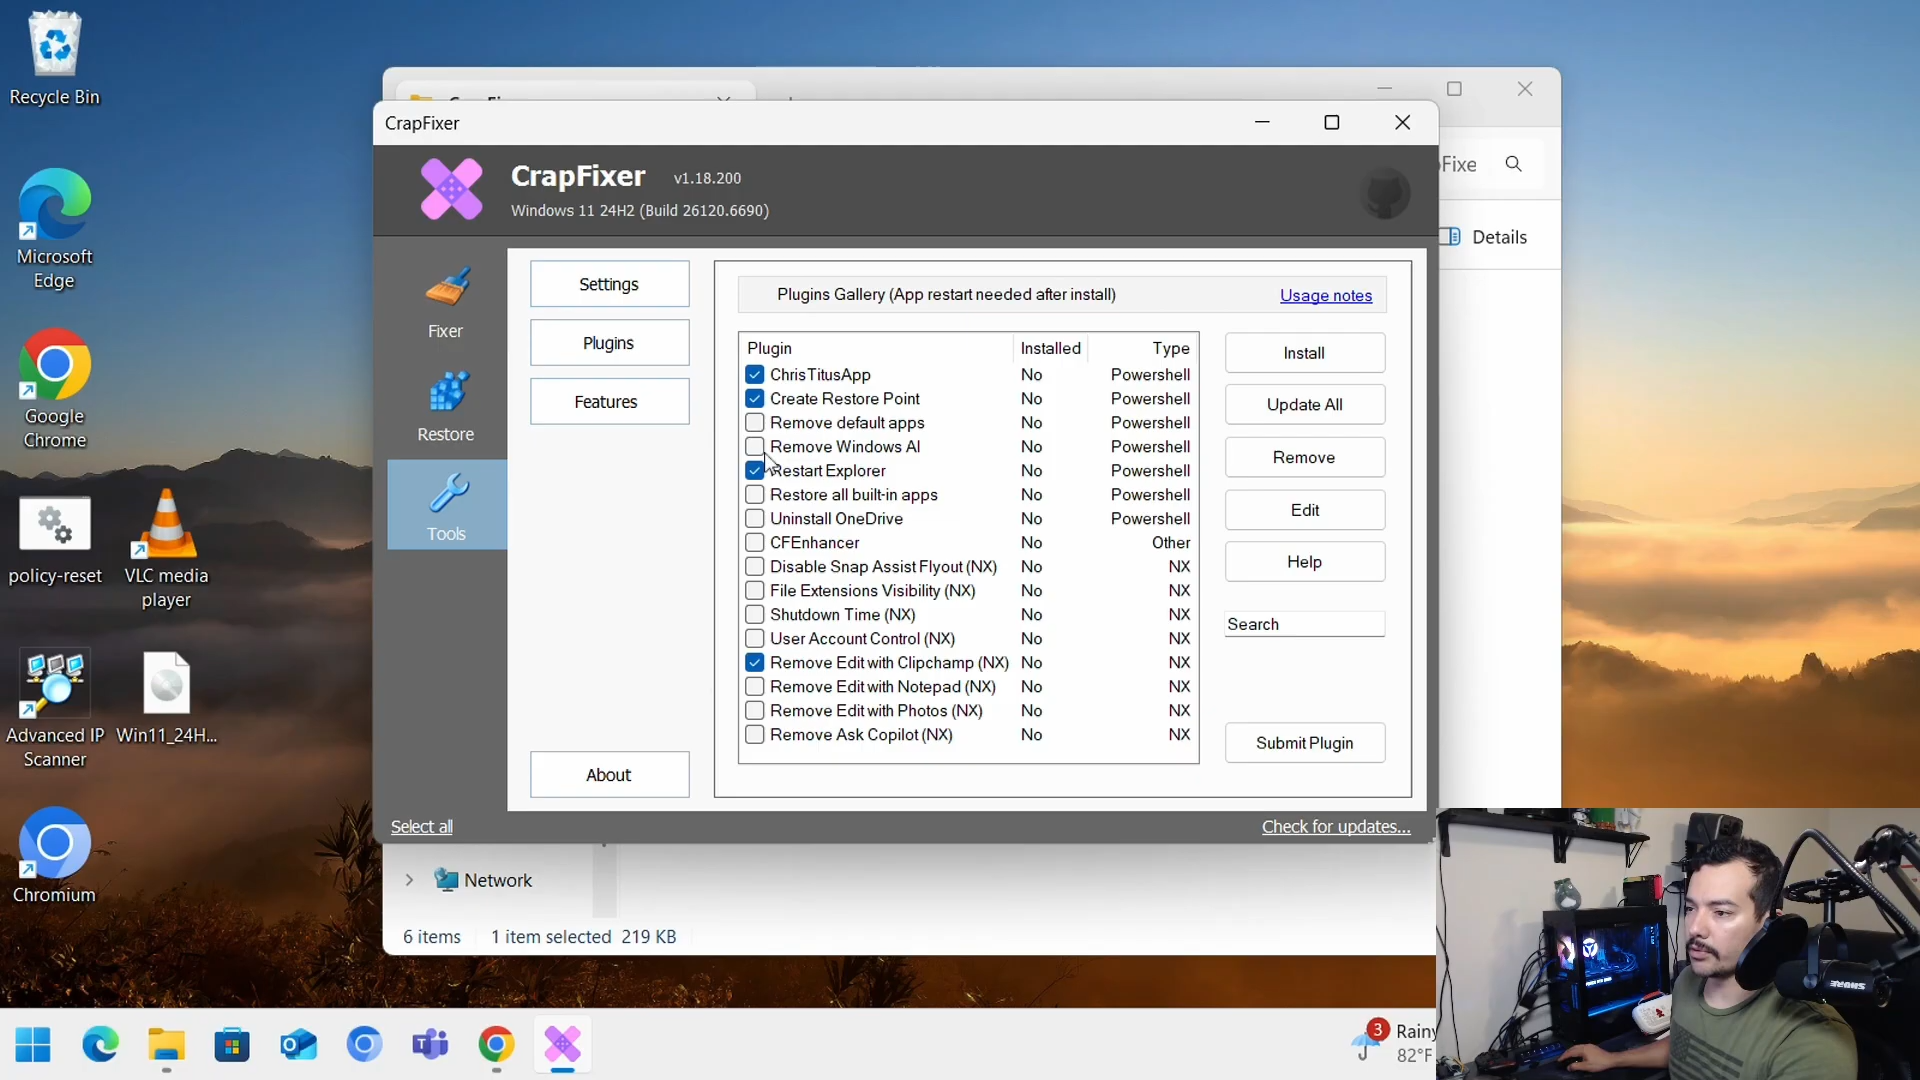 Recycle Bin
Microsoft
Edge
Google
Chrome
policy-reset
VLC media
player
Advanced IP
Scanner
Win11_24H...
Chromium
CrapFixer
CrapFixer
v1.18.200
Windows 11 24H2 (Build 26120.6690)
Details
Fixer
Restore
Tools
Settings
Plugins
Features
About
Plugins Gallery (App restart needed after install)
Usage notes
Plugin Installed Type
ChrisTitusApp No Powershell
Create Restore Point No Powershell
Remove default apps No Powershell
Remove Windows AI No Powershell
Restart Explorer No Powershell
Restore all built-in apps No Powershell
Uninstall OneDrive No Powershell
CFEnhancer No Other
Disable Snap Assist Flyout (NX) No NX
File Extensions Visibility (NX) No NX
Shutdown Time (NX) No NX
User Account Control (NX) No NX
Remove Edit with Clipchamp (NX) No NX
Remove Edit with Notepad (NX) No NX
Remove Edit with Photos (NX) No NX
Remove Ask Copilot (NX) No NX
Install
Update All
Remove
Edit
Help
Search
Submit Plugin
Select all
Check for updates...
Network
6 items
1 item selected 219 KB
3
Rainy
82°F
SHURE